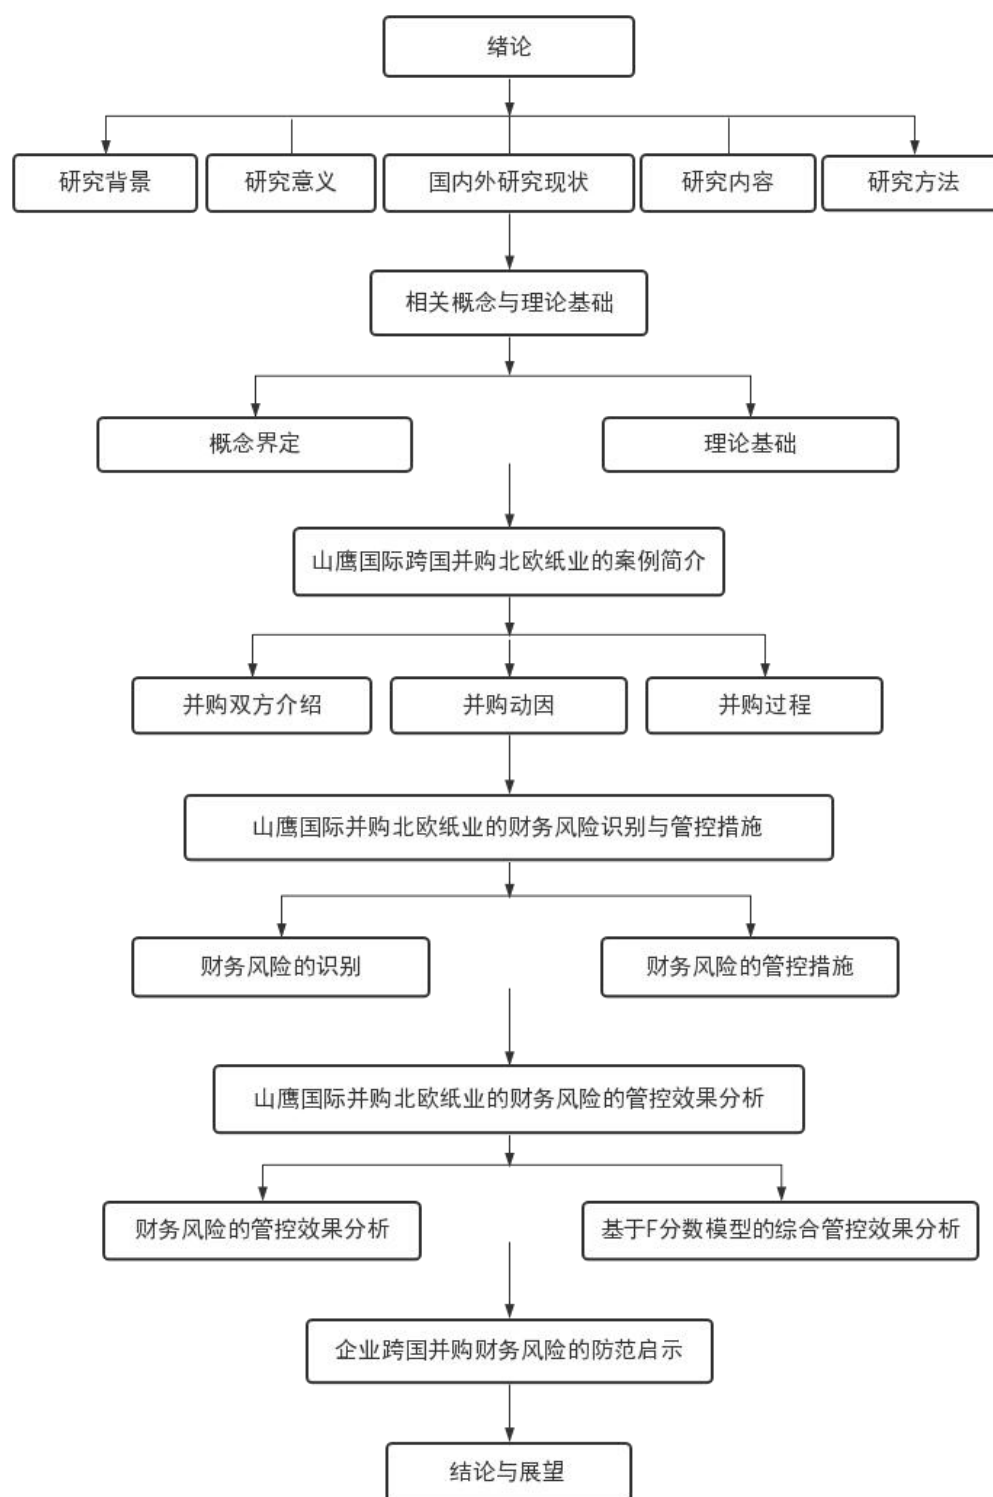 绪论
研究背景
研究意义
国内外研究现状
研究内容
研究方法
相关概念与理论基础
概念界定
理论基础
山鹰国际跨国并购北欧纸业的案例简介
并购双方介绍
并购动因
并购过程
山鹰国际并购北欧纸业的财务风险识别与管控措施
财务风险的识别
财务风险的管控措施
山鹰国际并购北欧纸业的财务风险的管控效果分析
财务风险的管控效果分析
基于F分数模型的综合管控效果分析
企业跨国并购财务风险的防范启示
结论与展望